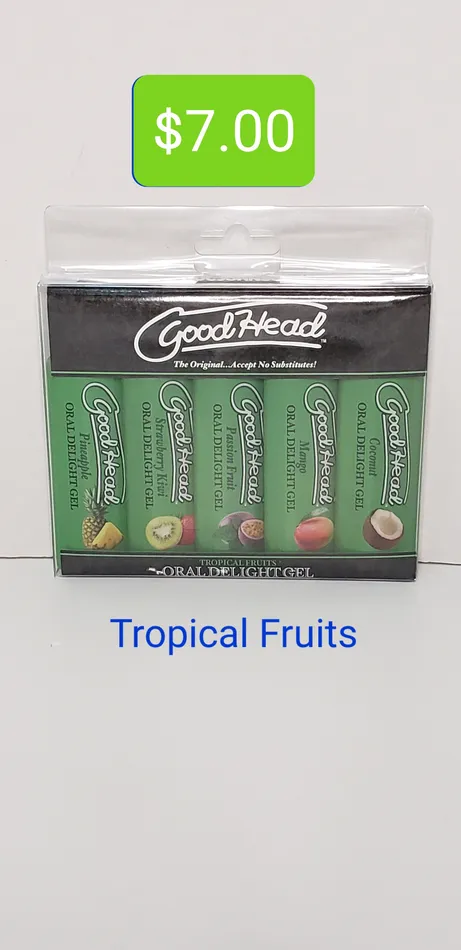 $7.00
GoodHead™
The Original...Accept No Substitutes!
GoodHead
Pineapple
ORAL DELIGHT GEL
GoodHead
Strawberry Kiwi
ORAL DELIGHT GEL
GoodHead
Passion Fruit
ORAL DELIGHT GEL
GoodHead
Mango
ORAL DELIGHT GEL
GoodHead
Coconut
ORAL DELIGHT GEL
TROPICAL FRUITS
ORAL DELIGHT GEL
Tropical Fruits